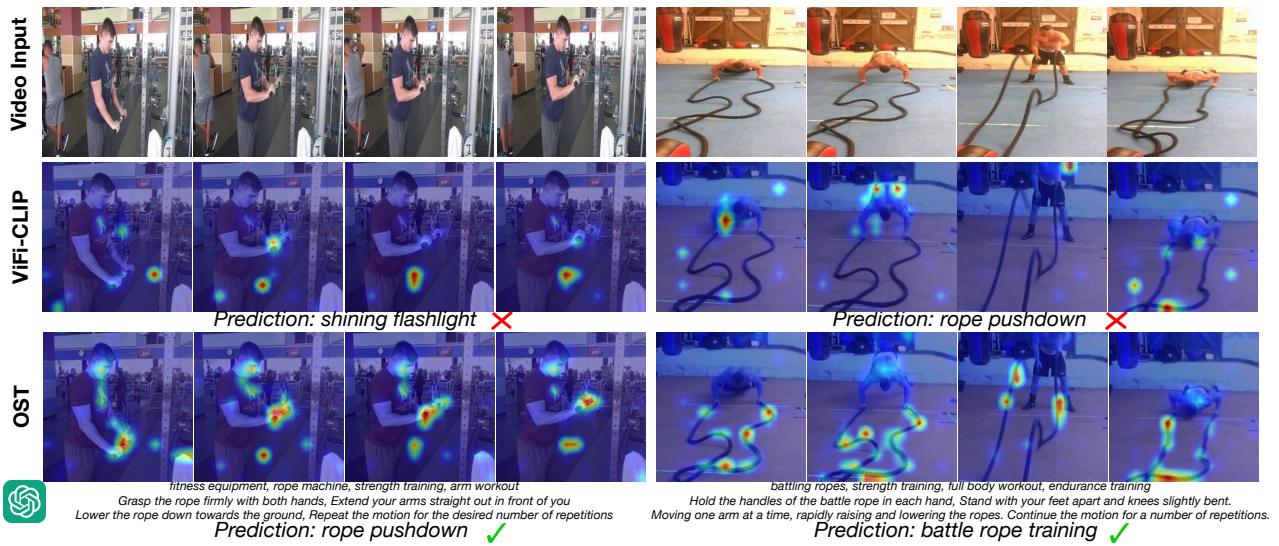 Video Input
ViFi-CLIP
Prediction: shining flashlight
Prediction: rope pushdown
OST
fitness equipment, rope machine, strength training, arm workout
Grasp the rope firmly with both hands, Extend your arms straight out in front of you
Lower the rope down towards the ground, Repeat the motion for the desired number of repetitions
Prediction: rope pushdown
battling ropes, strength training, full body workout, endurance training
Hold the handles of the battle rope in each hand, Stand with your feet apart and knees slightly bent.
Moving one arm at a time, rapidly raising and lowering the ropes. Continue the motion for a number of repetitions.
Prediction: battle rope training